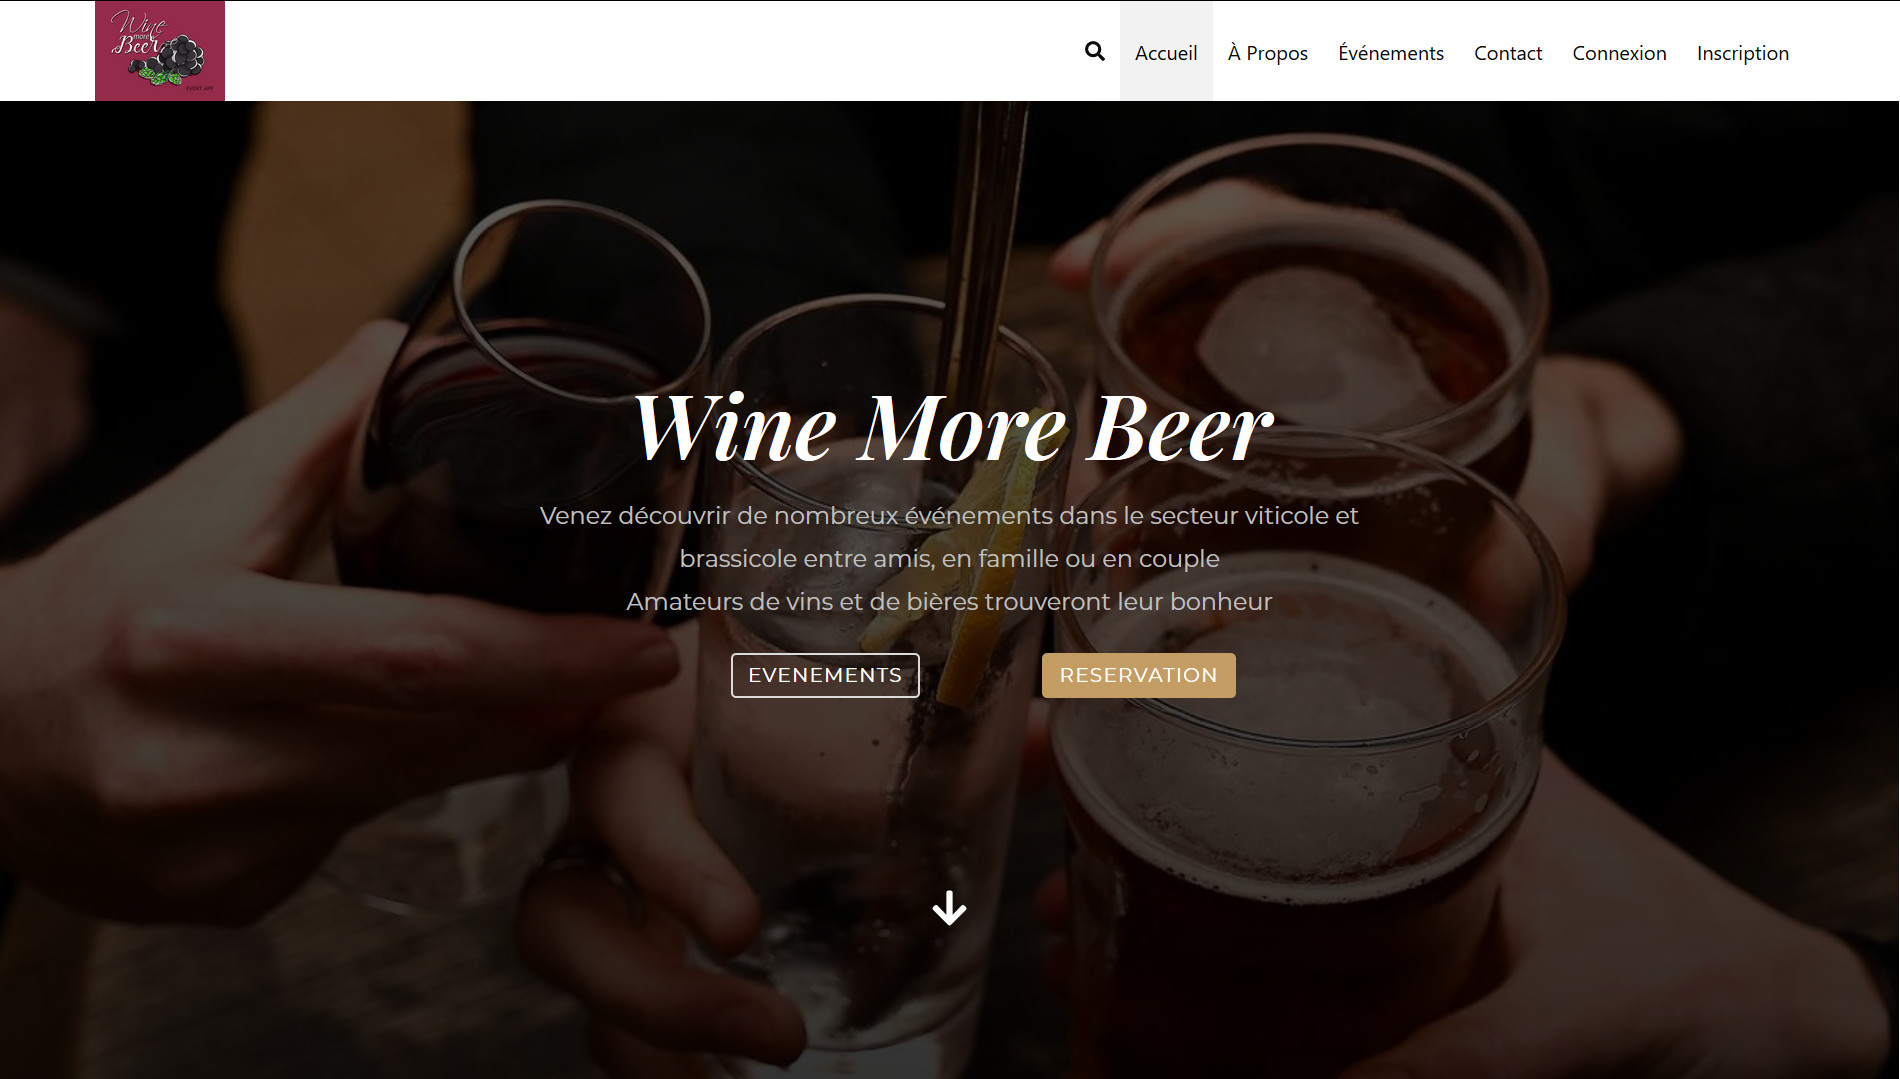 Wine
more
Beer
EVENT APP
Accueil À Propos Événements Contact Connexion Inscription
Wine More Beer
Venez découvrir de nombreux événements dans le secteur viticole et
brassicole entre amis, en famille ou en couple
Amateurs de vins et de bières trouveront leur bonheur
EVENEMENTS RESERVATION